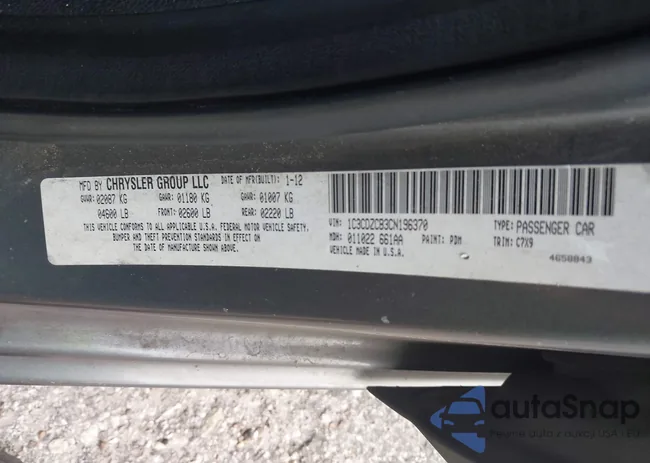 MFD BY CHRYSLER GROUP LLC DATE OF MFR(BUILT): 1-12
GVWR: 02087 KG GAWR: 01180 KG GAWR: 01007 KG
04600 LB FRONT: 02600 LB REAR: 02220 LB
THIS VEHICLE CONFORMS TO ALL APPLICABLE U.S.A. FEDERAL MOTOR VEHICLE SAFETY,
BUMPER AND THEFT PREVENTION STANDARDS IN EFFECT ON
THE DATE OF MANUFACTURE SHOWN ABOVE.
VIN: 1C3CDZCB3CN196370 TYPE: PASSENGER CAR
MDH: 011022 661AA PAINT: PDM TRIM: C7X9
VEHICLE MADE IN U.S.A. 4658843
autaSnap